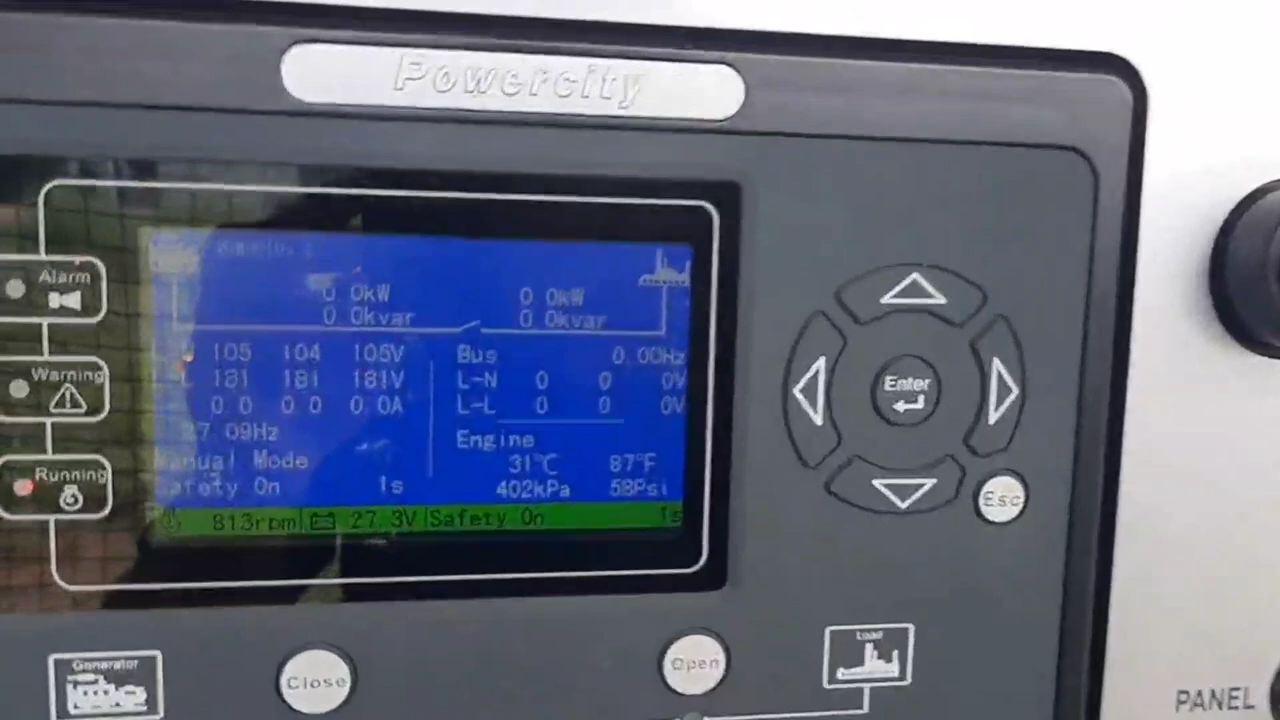 Powercity
Alarm
Warning
Running
0.0kW 0.0kW
0.0kvar 0.0kvar
105 104 105V
181 181 181V
0.0 0.0 0.0A
27.09Hz
Manual Mode
Safety On 1s
Bus 0.00Hz
L-N 0 0 0V
L-L 0 0 0V
Engine
31°C 87°F
402kPa 58Psi
813rpm 27.3V Safety On 1s
Enter
Esc
Generator
Close
Open
Load
PANEL